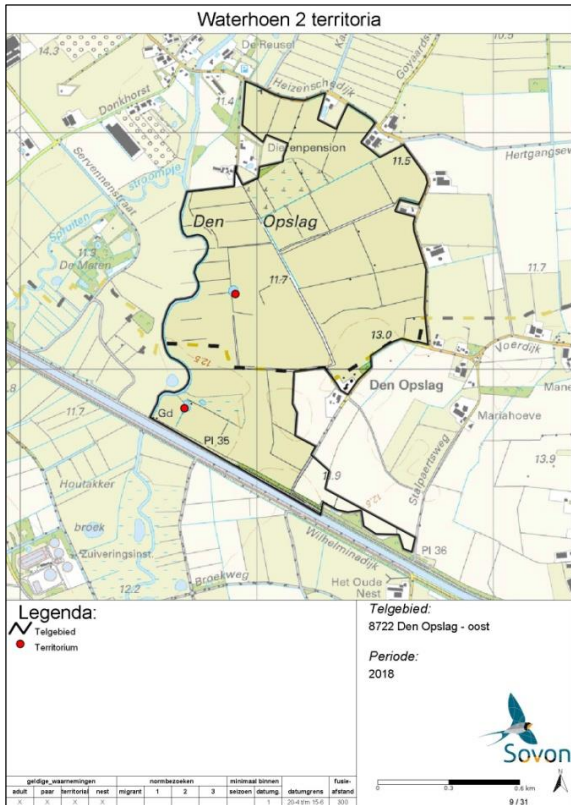 Waterhoen 2 territoria
14.3
De Reusel
Heizenschedijk
Goyaards
10.5
Donkhorst
11.4
Dierenpension
11.5
Hertgangsew
Servennenstraat
stroompje
Spruiten
Den Opslag
11.3
De Maten
11.7
11.7
13.0
Voerdijk
12.5
Den Opslag
Mane
Mariahoeve
11.7
Gd
Pl 35
Stalpaertsweg
13.9
11.9
12.5
Houtakker
broek
Wilhelminadijk
Pl 36
Zuiveringsinst.
12.2
Broekweg
Het Oude
Nest
Legenda:
Telgebied
Territorium
Telgebied:
8722 Den Opslag - oost
Periode:
2018
Sovon
geldige_waarnemingen normbezoeken minimaal binnen fusie-
adult paar territoriaal nest migrant 1 2 3 seizoen datumg. datumgrens afstand
X X X X 1 20-4 t/m 15-6 300
0 0.3 0.6 km
9 / 31